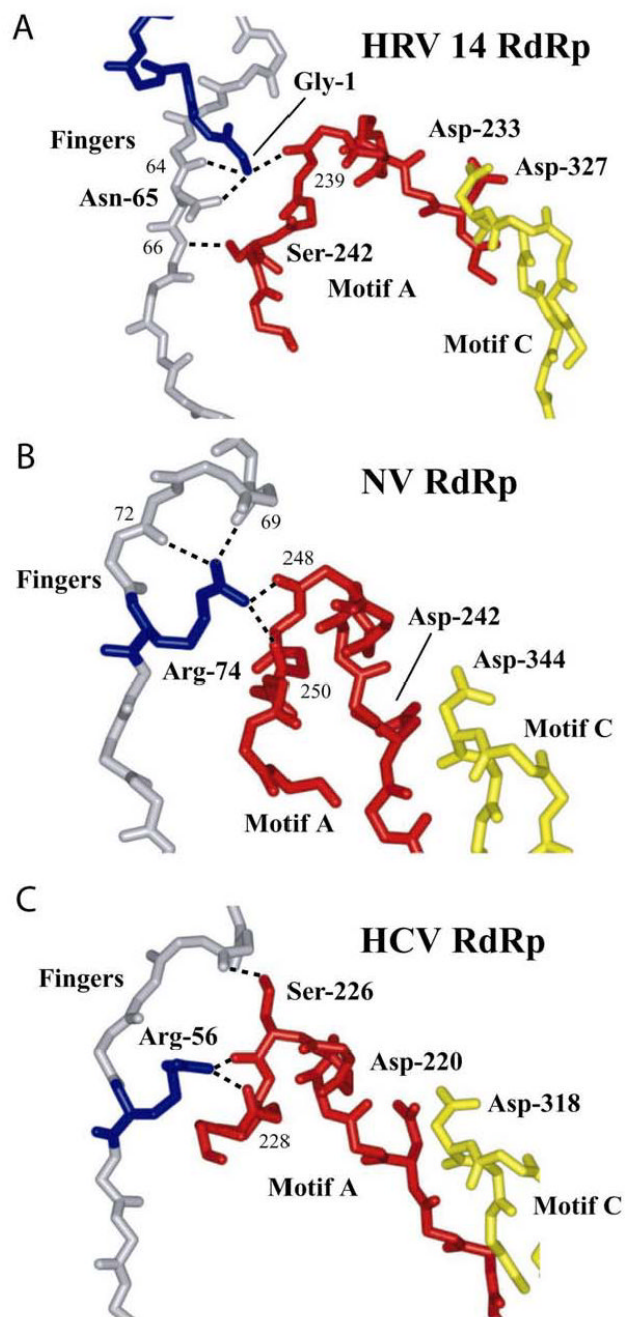 A
HRV 14 RdRp
Gly-1
Fingers
Asp-233
64
Asp-327
Asn-65
239
66
Ser-242
Motif A
Motif C
B
NV RdRp
72
69
248
Fingers
Asp-242
Asp-344
Arg-74
250
Motif C
Motif A
C
HCV RdRp
Fingers
Ser-226
Arg-56
Asp-220
Asp-318
228
Motif A
Motif C